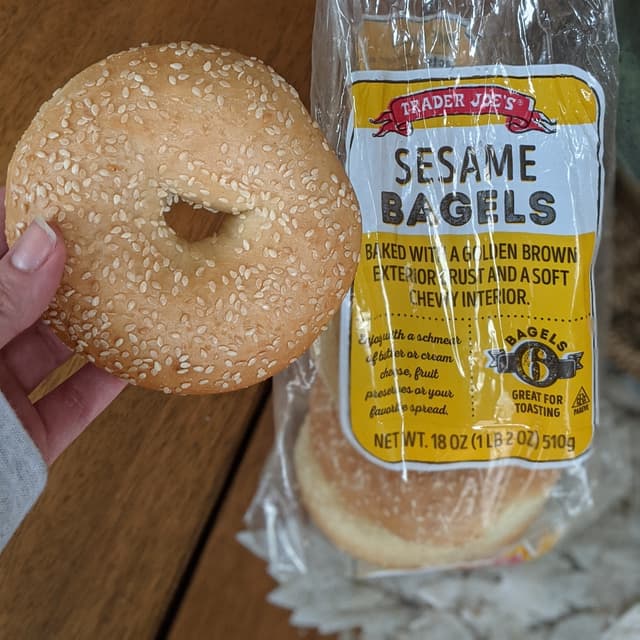 TRADER JOE'S®
SESAME
BAGELS
BAKED WITH A GOLDEN BROWN
EXTERIOR CRUST AND A SOFT
CHEWY INTERIOR.
Enjoy with a schmear
of butter or cream
cheese, fruit
preserves or your
favorite spread.
BAGELS
6
GREAT FOR
TOASTING
PAREVE
NET WT. 18 OZ (1 LB 2 OZ) 510g